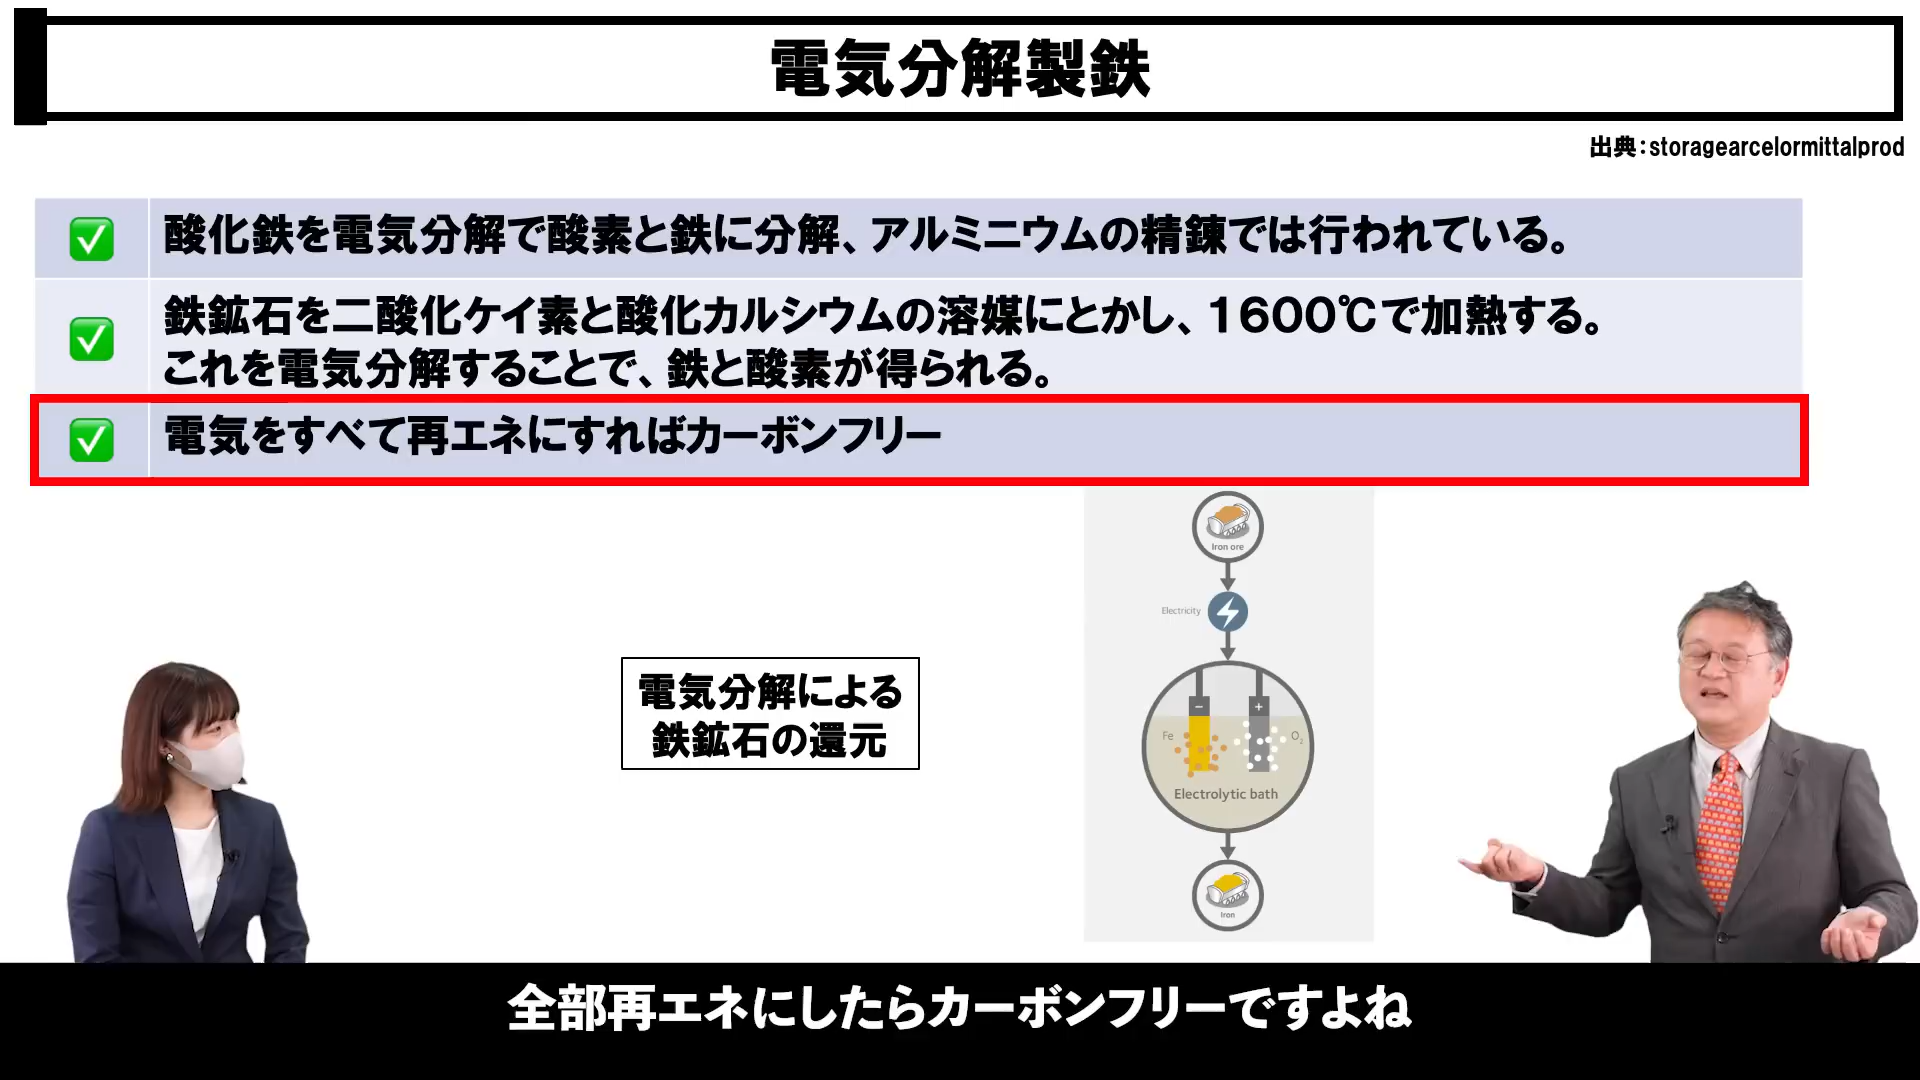 電気分解製鉄
出典：storagearcelormittalprod
酸化鉄を電気分解で酸素と鉄に分解、アルミニウムの精錬では行われている。
鉄鉱石を二酸化ケイ素と酸化カルシウムの溶媒にとかし、1600℃で加熱する。
これを電気分解することで、鉄と酸素が得られる。
電気をすべて再エネにすればカーボンフリー
Iron ore
Electricity
電気分解による
鉄鉱石の還元
− +
Fe O₂
Electrolytic bath
Iron
全部再エネにしたらカーボンフリーですよね